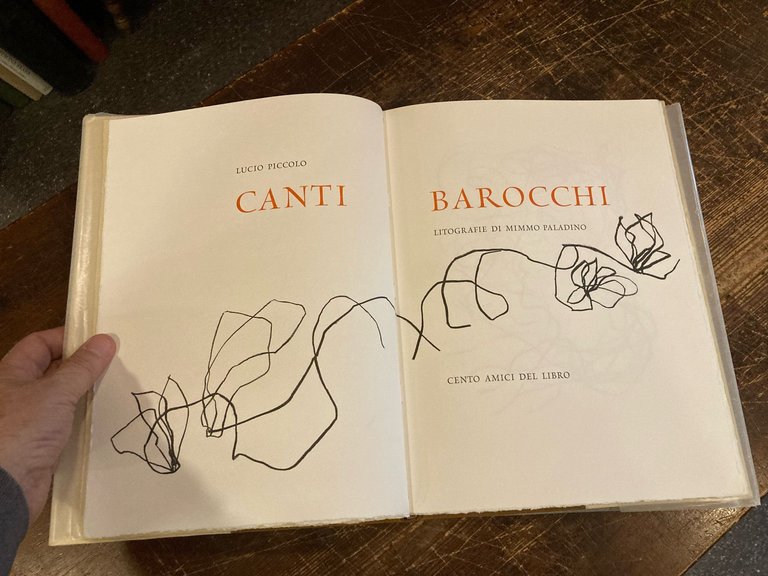 LUCIO PICCOLO
CANTI BAROCCHI
LITOGRAFIE DI MIMMO PALADINO
CENTO AMICI DEL LIBRO